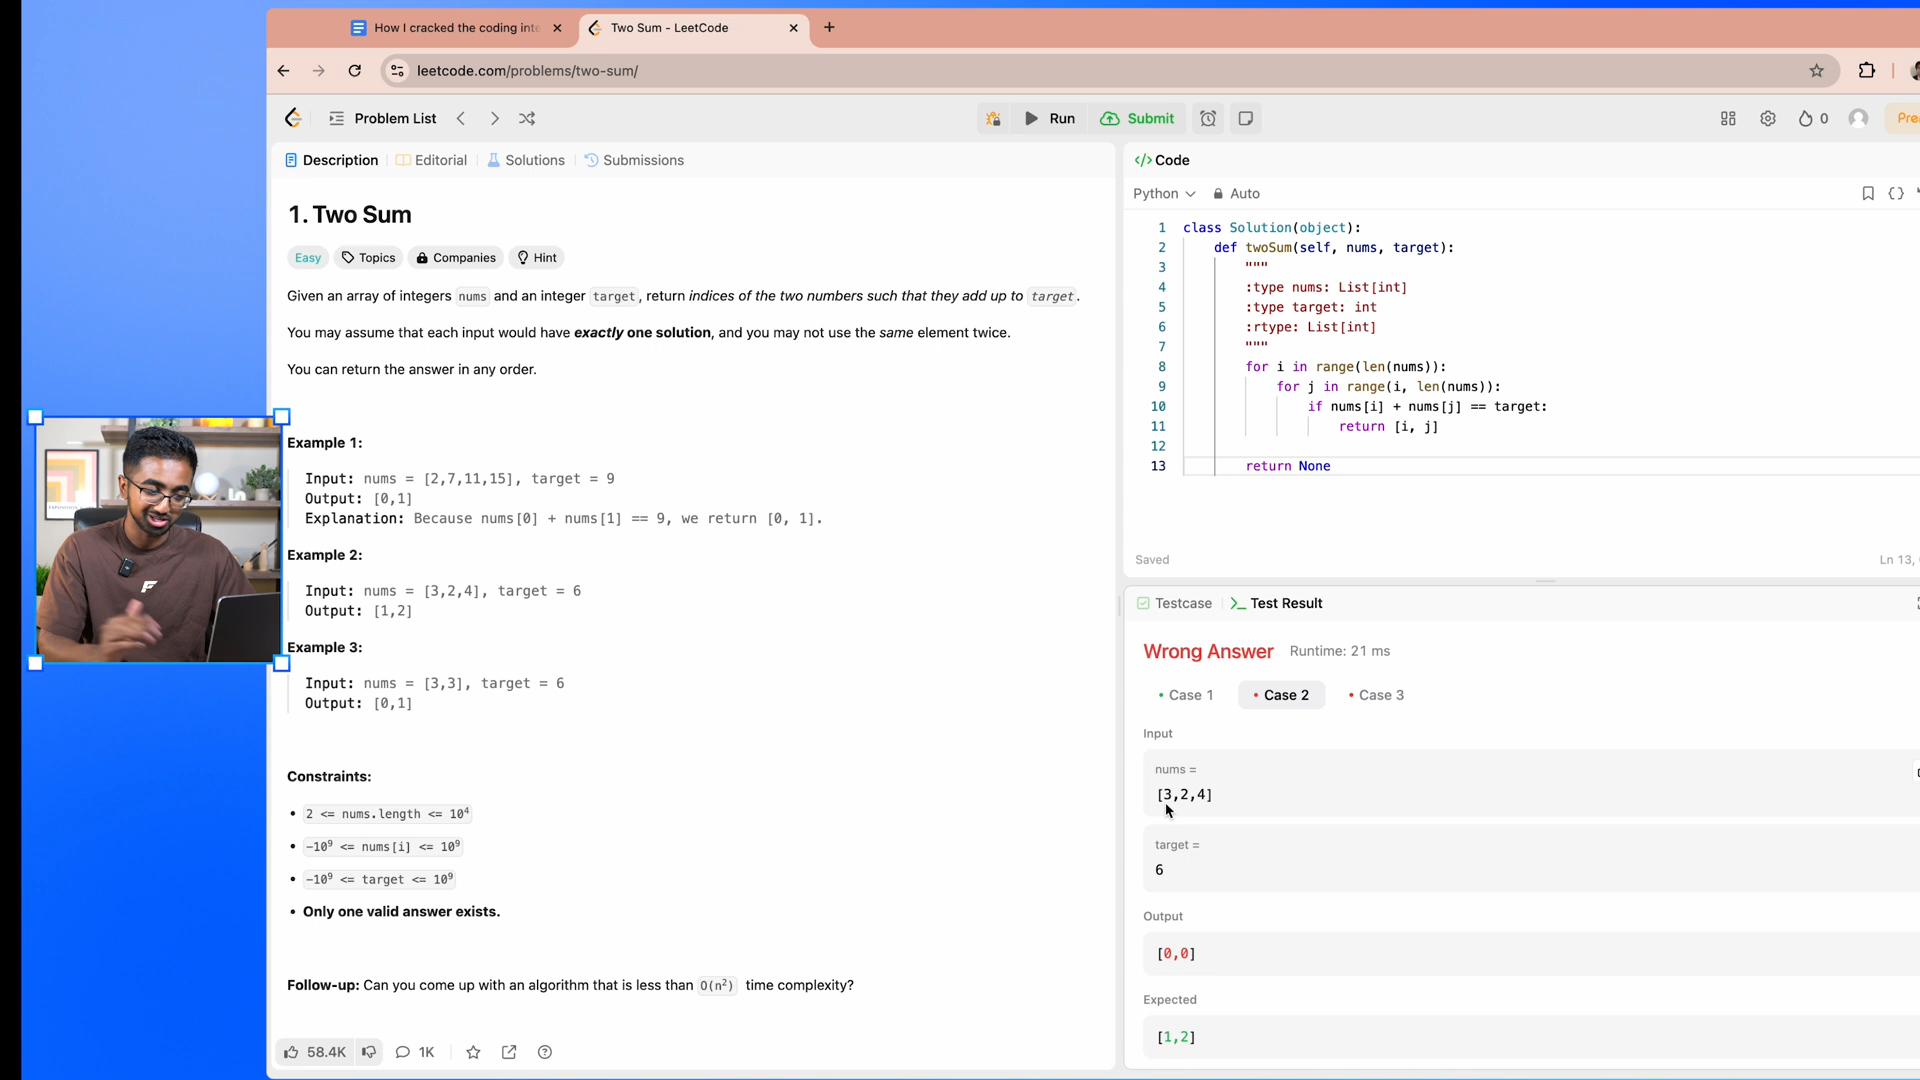 How I cracked the coding inte
Two Sum - LeetCode
leetcode.com/problems/two-sum/
Problem List
Run
Submit
0
Pre
Description
Editorial
Solutions
Submissions
1. Two Sum
Easy
Topics
Companies
Hint
Given an array of integers nums and an integer target, return indices of the two numbers such that they add up to target.
You may assume that each input would have exactly one solution, and you may not use the same element twice.
You can return the answer in any order.
Example 1:
Input: nums = [2,7,11,15], target = 9
Output: [0,1]
Explanation: Because nums[0] + nums[1] == 9, we return [0, 1].
Example 2:
Input: nums = [3,2,4], target = 6
Output: [1,2]
Example 3:
Input: nums = [3,3], target = 6
Output: [0,1]
Constraints:
• 2 <= nums.length <= 10⁴
• -10⁹ <= nums[i] <= 10⁹
• -10⁹ <= target <= 10⁹
• Only one valid answer exists.
Follow-up: Can you come up with an algorithm that is less than O(n²) time complexity?
58.4K
1K
</> Code
Python
Auto
1 class Solution(object):
2 def twoSum(self, nums, target):
3 """
4 :type nums: List[int]
5 :type target: int
6 :rtype: List[int]
7 """
8 for i in range(len(nums)):
9 for j in range(i, len(nums)):
10 if nums[i] + nums[j] == target:
11 return [i, j]
12
13 return None
Saved
Ln 13,
Testcase
Test Result
Wrong Answer Runtime: 21 ms
• Case 1
• Case 2
• Case 3
Input
nums =
[3,2,4]
target =
6
Output
[0,0]
Expected
[1,2]